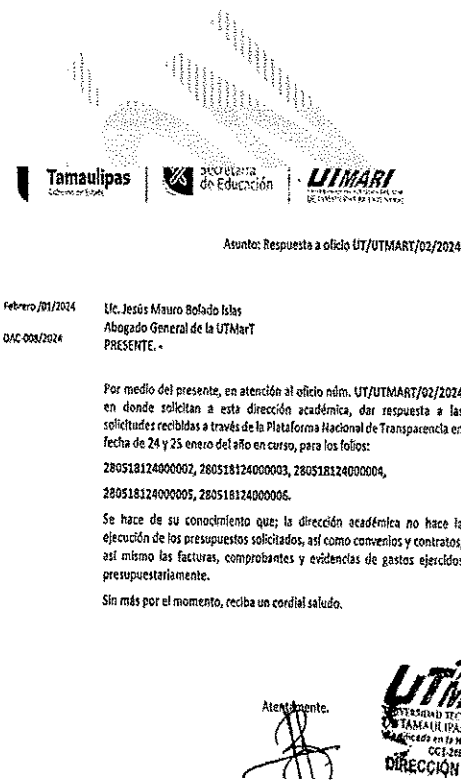 Tamaulipas
Gobierno del Estado
Secretaría
de Educación
UTMART
Asunto: Respuesta a oficio UT/UTMART/02/2024
Febrero /01/2024
DAC-008/2024
Lic. Jesús Mauro Bolado Islas
Abogado General de la UTMarT
PRESENTE. -
Por medio del presente, en atención al oficio núm. UT/UTMART/02/2024
en donde solicitan a esta dirección académica, dar respuesta a las
solicitudes recibidas a través de la Plataforma Nacional de Transparencia en
fecha de 24 y 25 enero del año en curso, para los folios:
280518124000002, 280518124000003, 280518124000004,
280518124000005, 280518124000006.
Se hace de su conocimiento que; la dirección académica no hace la
ejecución de los presupuestos solicitados, así como convenios y contratos,
así mismo las facturas, comprobantes y evidencias de gastos ejercidos
presupuestariamente.
Sin más por el momento, reciba un cordial saludo.
Atentamente.
DIRECCIÓN